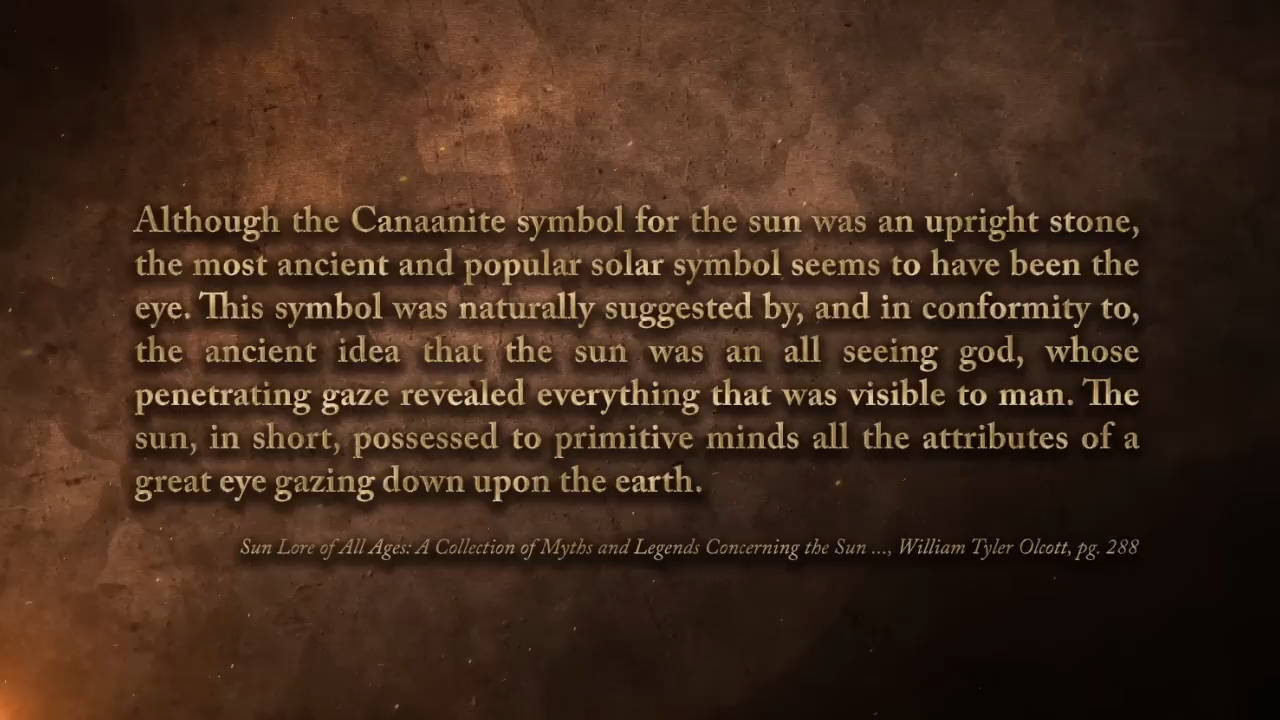 Although the Canaanite symbol for the sun was an upright stone,
the most ancient and popular solar symbol seems to have been the
eye. This symbol was naturally suggested by, and in conformity to,
the ancient idea that the sun was an all seeing god, whose
penetrating gaze revealed everything that was visible to man. The
sun, in short, possessed to primitive minds all the attributes of a
great eye gazing down upon the earth.
Sun Lore of All Ages: A Collection of Myths and Legends Concerning the Sun ..., William Tyler Olcott, pg. 288